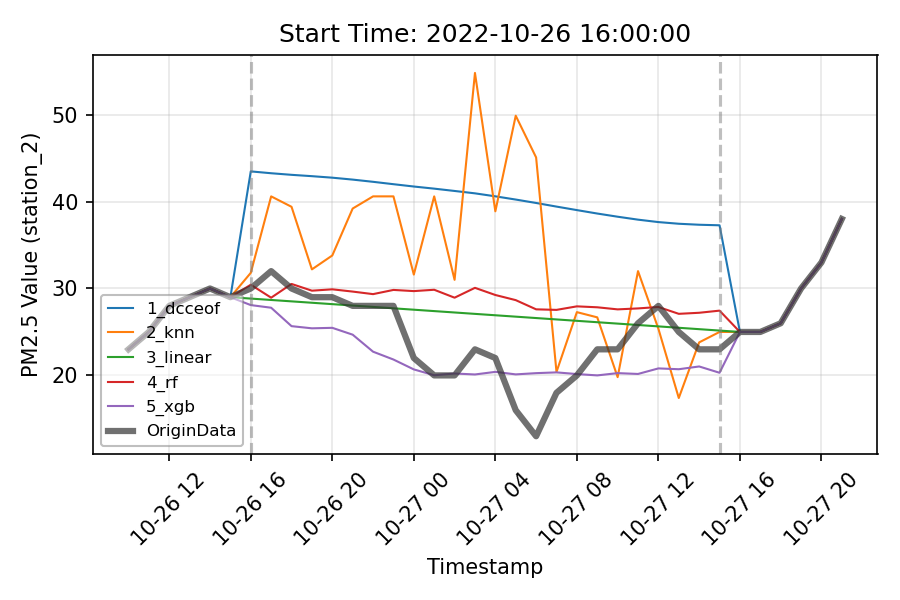 Start Time: 2022-10-26 16:00:00
PM2.5 Value (station_2)
50
40
30
20
1_dcceof
2_knn
3_linear
4_rf
5_xgb
OriginData
10-26 12
10-26 16
10-26 20
10-27 00
10-27 04
10-27 08
10-27 12
10-27 16
10-27 20
Timestamp